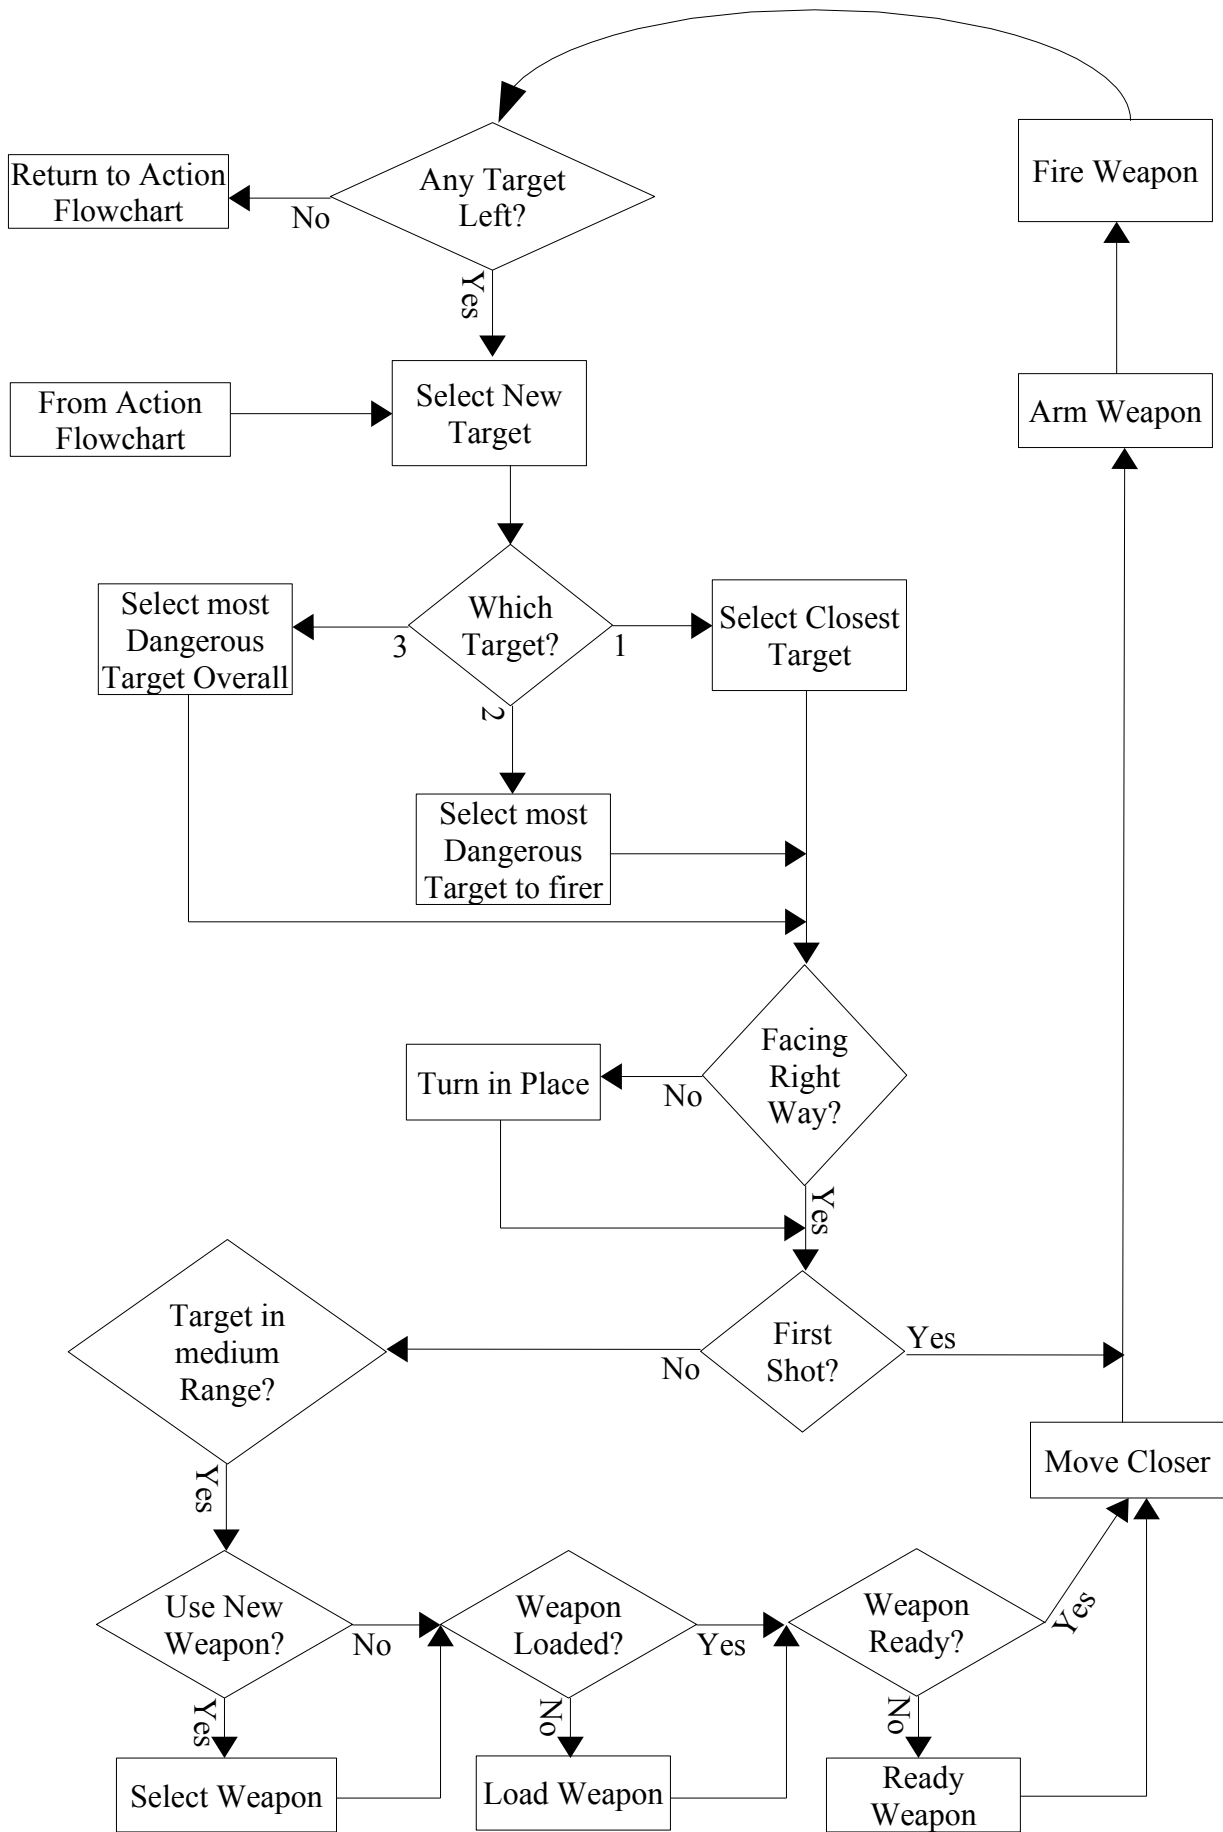 Return to Action
Flowchart
No
Any Target
Left?
Fire Weapon
Yes
From Action
Flowchart
Select New
Target
Arm Weapon
Select most
Dangerous
Target Overall
3
Which
Target?
1
Select Closest
Target
2
Select most
Dangerous
Target to firer
Turn in Place
No
Facing
Right
Way?
Yes
Target in
medium
Range?
No
First
Shot?
Yes
Move Closer
Yes
Use New
Weapon?
No
Weapon
Loaded?
Yes
Weapon
Ready?
Yes
Yes
No
No
Select Weapon
Load Weapon
Ready
Weapon